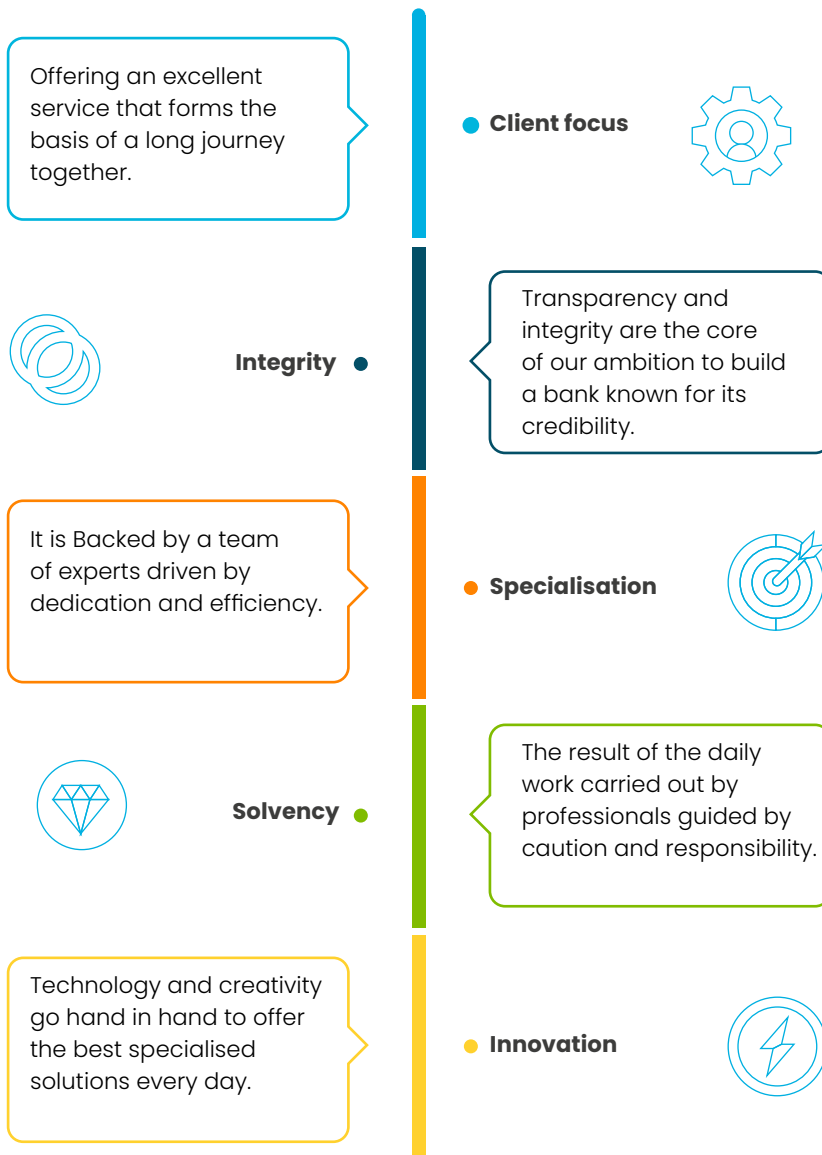 Offering an excellent
service that forms the
basis of a long journey
together.
Client focus
Integrity
Transparency and
integrity are the core
of our ambition to build
a bank known for its
credibility.
It is Backed by a team
of experts driven by
dedication and efficiency.
Specialisation
Solvency
The result of the daily
work carried out by
professionals guided by
caution and responsibility.
Technology and creativity
go hand in hand to offer
the best specialised
solutions every day.
Innovation